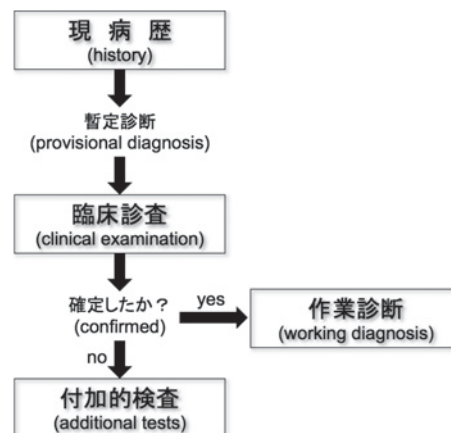 現 病 歴
(history)
暫定診断
(provisional diagnosis)
臨床診査
(clinical examination)
確定したか？
(confirmed)
yes
作業診断
(working diagnosis)
no
付加的検査
(additional tests)